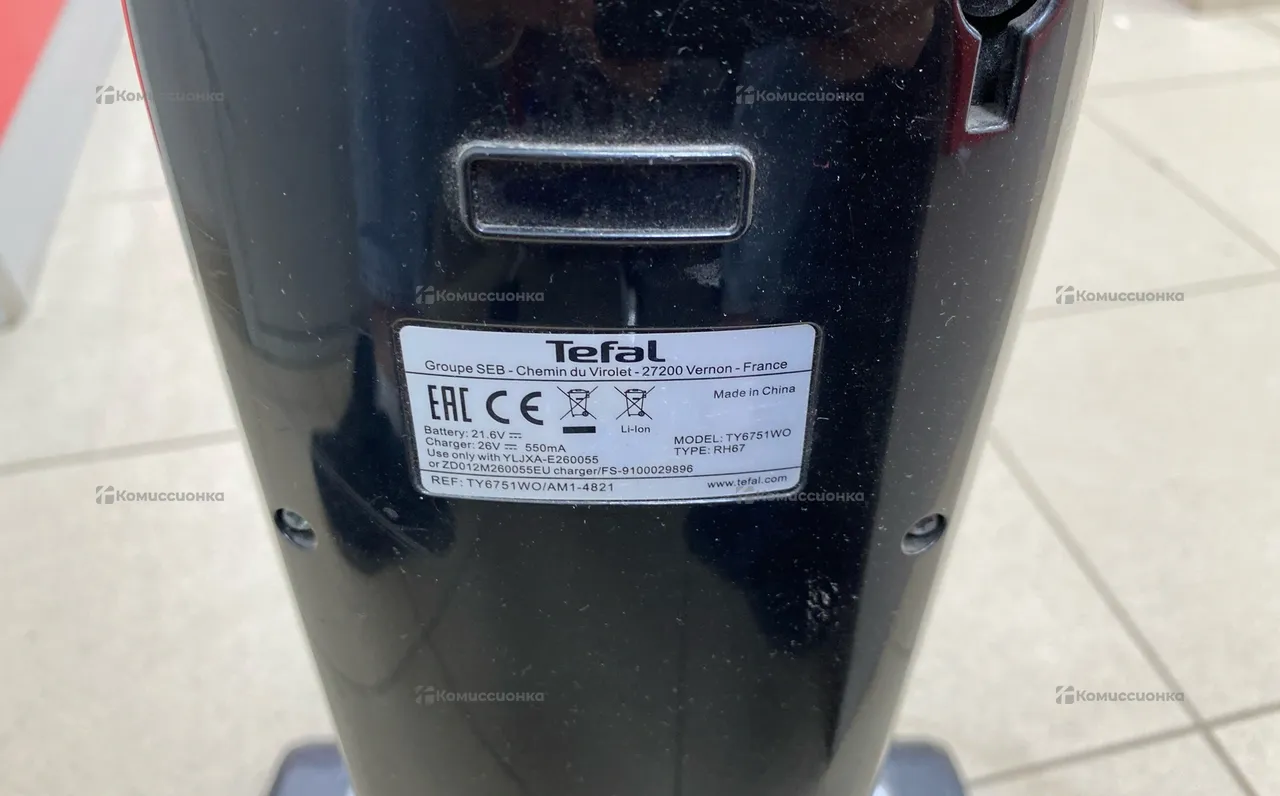 Комиссионка
Комиссионка
Комиссионка
Комиссионка
Tefal
Groupe SEB - Chemin du Virolet - 27200 Vernon - France
EAC CE
Made in China
Li-Ion
Battery: 21.6V
Charger: 26V 550mA
Use only with YLJXA-E260055
or ZD012M260055EU charger/FS-9100029896
MODEL: TY6751WO
TYPE: RH67
REF: TY6751WO/AM1-4821
www.tefal.com
Комиссионка
Комиссионка
Комиссионка
Комиссионка